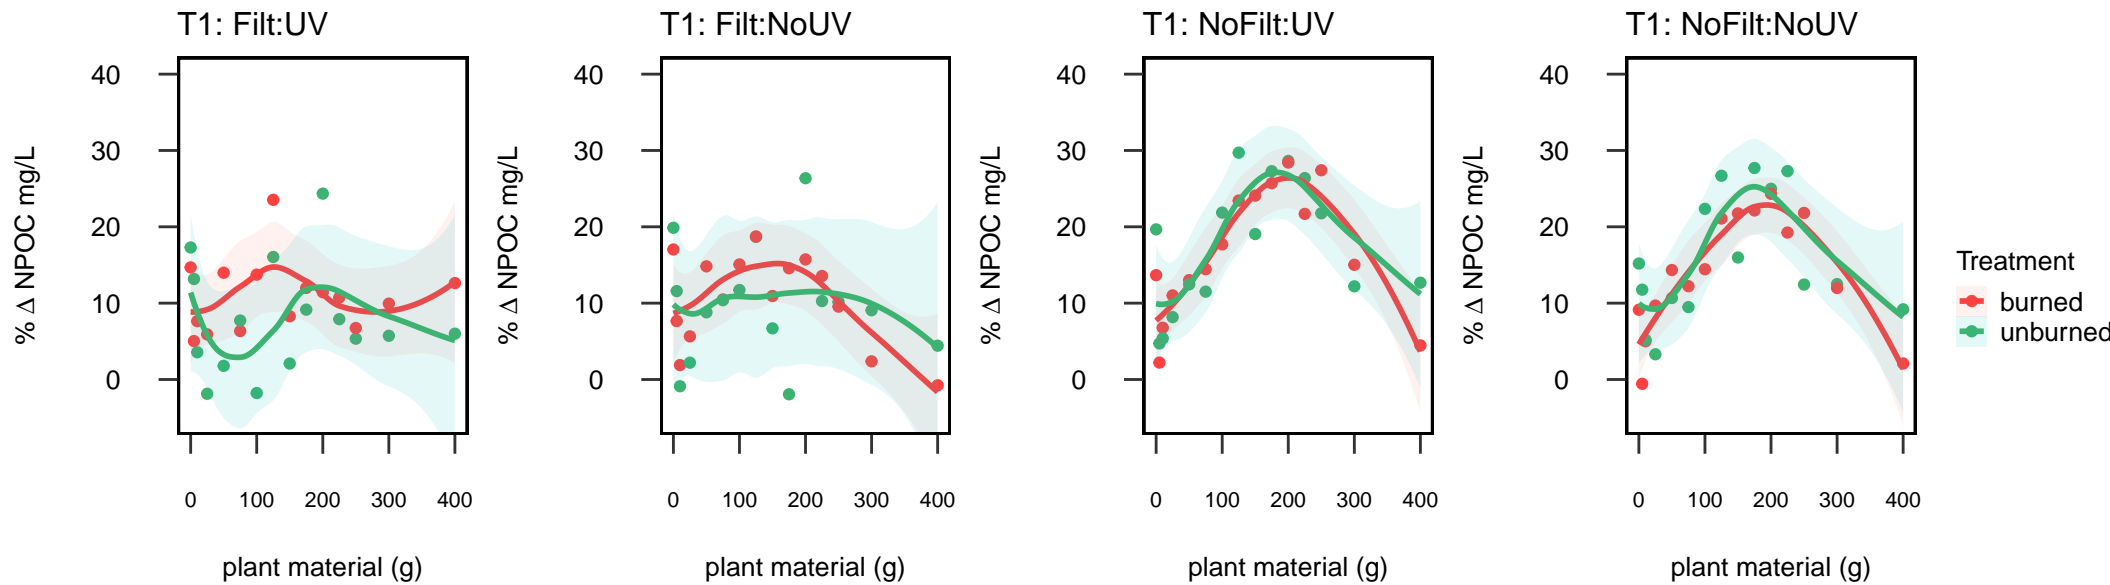 T1: Filt:UV
% Δ NPOC mg/L
40
30
20
10
0
0 100 200 300 400
plant material (g)
T1: Filt:NoUV
% Δ NPOC mg/L
40
30
20
10
0
0 100 200 300 400
plant material (g)
T1: NoFilt:UV
% Δ NPOC mg/L
40
30
20
10
0
0 100 200 300 400
plant material (g)
T1: NoFilt:NoUV
% Δ NPOC mg/L
40
30
20
10
0
0 100 200 300 400
plant material (g)
Treatment
burned
unburned